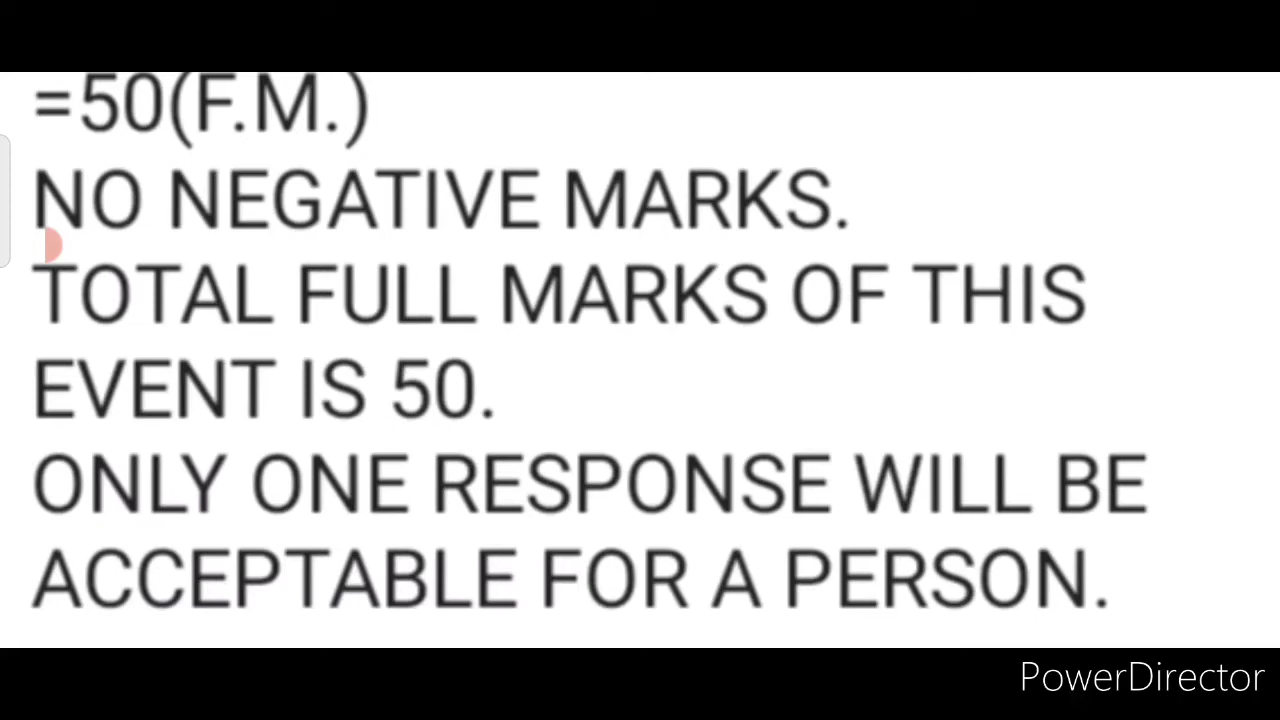 =50(F.M.)
NO NEGATIVE MARKS.
TOTAL FULL MARKS OF THIS
EVENT IS 50.
ONLY ONE RESPONSE WILL BE
ACCEPTABLE FOR A PERSON.
PowerDirector